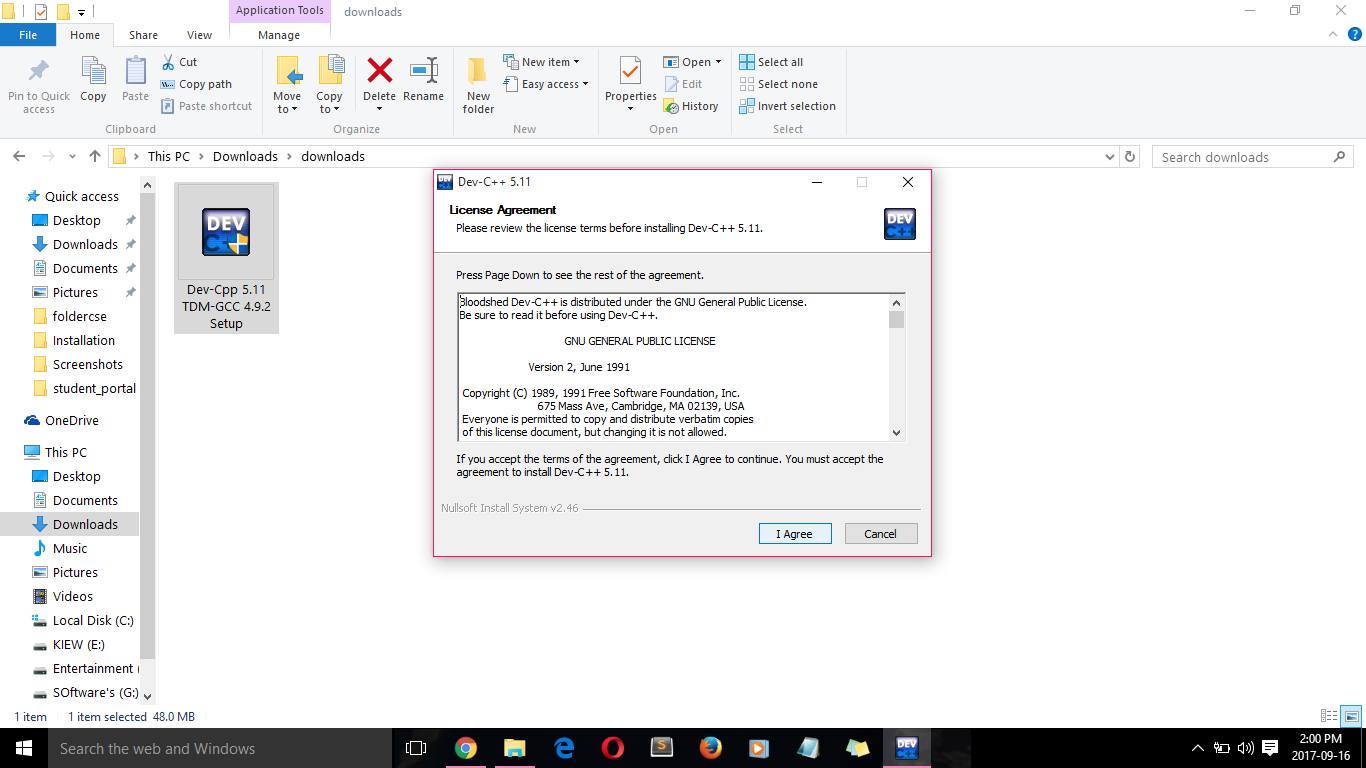 Application Tools
downloads
File
Home
Share
View
Manage
Pin to Quick access
Copy
Paste
Cut
Copy path
Paste shortcut
Clipboard
Move to
Copy to
Delete
Rename
Organize
New folder
New item
Easy access
New
Properties
Open
Edit
History
Open
Select all
Select none
Invert selection
Select
This PC
Downloads
downloads
Search downloads
Quick access
Desktop
Downloads
Documents
Pictures
foldercse
Installation
Screenshots
student_portal
OneDrive
This PC
Desktop
Documents
Downloads
Music
Pictures
Videos
Local Disk (C:)
KIEW (E:)
Entertainment (
SOftware's (G:)
DEV
C++
Dev-Cpp 5.11
TDM-GCC 4.9.2
Setup
Dev-C++ 5.11
License Agreement
Please review the license terms before installing Dev-C++ 5.11.
DEV
C++
Press Page Down to see the rest of the agreement.
Bloodshed Dev-C++ is distributed under the GNU General Public License.
Be sure to read it before using Dev-C++.
GNU GENERAL PUBLIC LICENSE
Version 2, June 1991
Copyright (C) 1989, 1991 Free Software Foundation, Inc.
675 Mass Ave, Cambridge, MA 02139, USA
Everyone is permitted to copy and distribute verbatim copies
of this license document, but changing it is not allowed.
If you accept the terms of the agreement, click I Agree to continue. You must accept the
agreement to install Dev-C++ 5.11.
Nullsoft Install System v2.46
I Agree
Cancel
1 item
1 item selected 48.0 MB
Search the web and Windows
DEV
C++
2:00 PM
2017-09-16